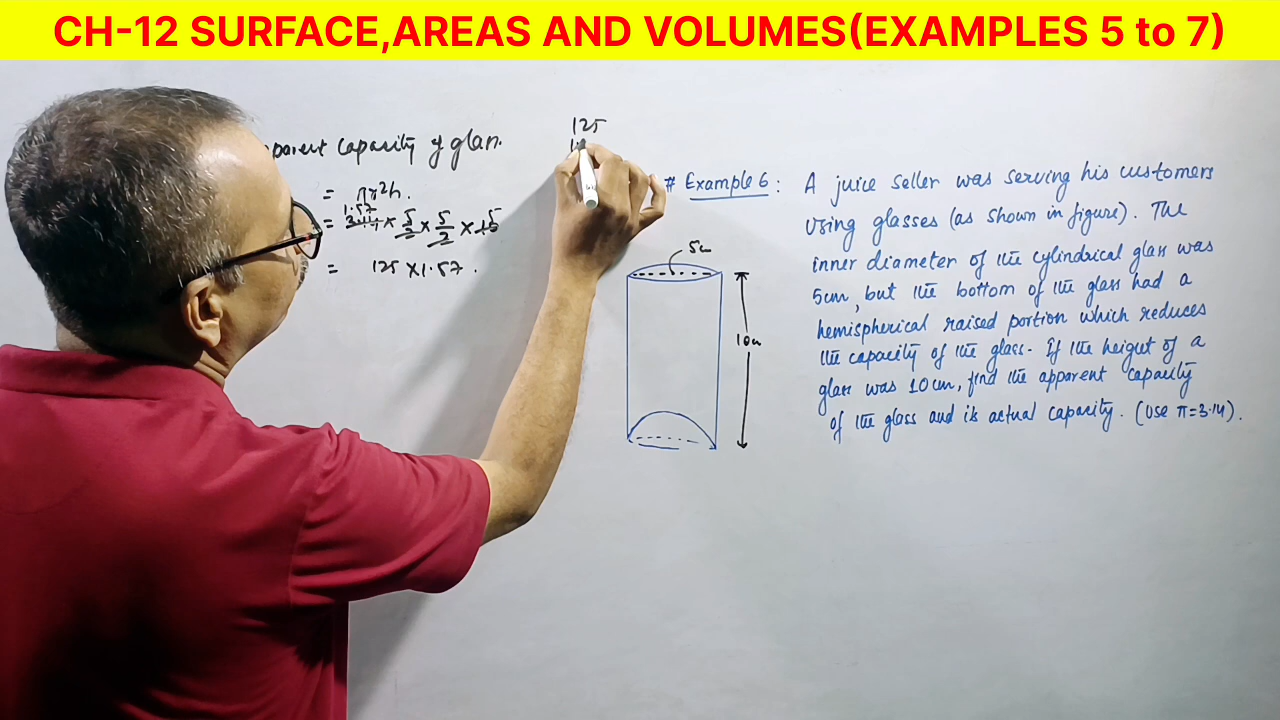 CH-12 SURFACE,AREAS AND VOLUMES(EXAMPLES 5 to 7)
capacity of glass.
= πr²h.
1.57
= 3.14 × 5/2 × 5/2 × 10 5
= 125 × 1.57 .
125
# Example 6 : A juice seller was serving his customers
using glasses (as shown in figure). The
inner diameter of the cylindrical glass was
5cm, but the bottom of the glass had a
hemispherical raised portion which reduces
the capacity of the glass. If the height of a
glass was 10cm, find the apparent capacity
of the glass and its actual capacity. (Use π=3.14).
5cm
10cm